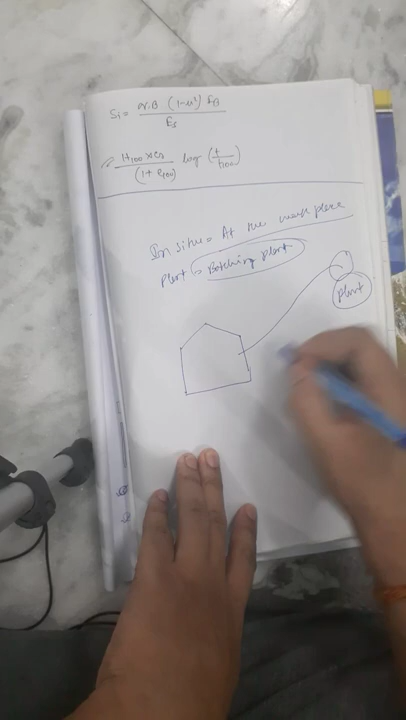 Si = q.B (1-μ²) IB / Es
H100 x Cα / (1 + e100) log (t / t100)
In situ = At the work place
Plant = Batching plant
Plant